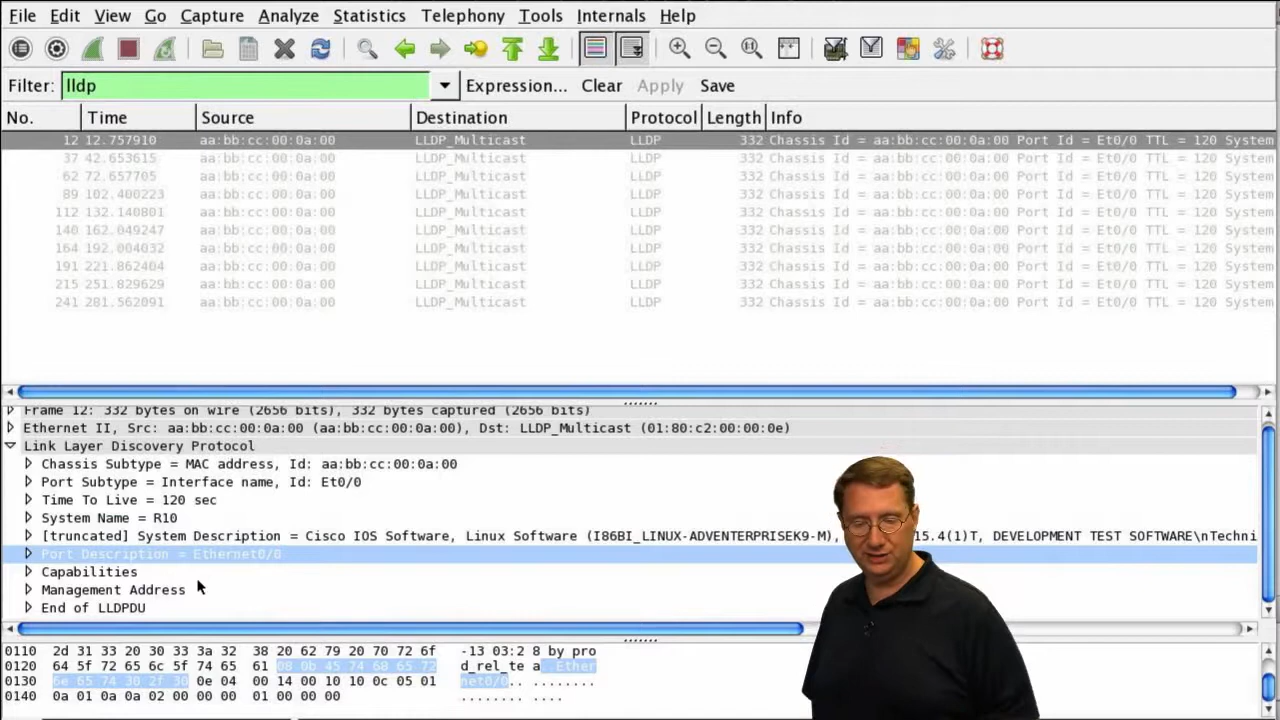 File Edit View Go Capture Analyze Statistics Telephony Tools Internals Help
Filter: lldp Expression... Clear Apply Save
No. Time Source Destination Protocol Length Info
12 12.757910 aa:bb:cc:00:0a:00 LLDP_Multicast LLDP 332 Chassis Id = aa:bb:cc:00:0a:00 Port Id = Et0/0 TTL = 120 System
37 42.653615 aa:bb:cc:00:0a:00 LLDP_Multicast LLDP 332 Chassis Id = aa:bb:cc:00:0a:00 Port Id = Et0/0 TTL = 120 System
62 72.657705 aa:bb:cc:00:0a:00 LLDP_Multicast LLDP 332 Chassis Id = aa:bb:cc:00:0a:00 Port Id = Et0/0 TTL = 120 System
89 102.400223 aa:bb:cc:00:0a:00 LLDP_Multicast LLDP 332 Chassis Id = aa:bb:cc:00:0a:00 Port Id = Et0/0 TTL = 120 System
112 132.140801 aa:bb:cc:00:0a:00 LLDP_Multicast LLDP 332 Chassis Id = aa:bb:cc:00:0a:00 Port Id = Et0/0 TTL = 120 System
140 162.049247 aa:bb:cc:00:0a:00 LLDP_Multicast LLDP 332 Chassis Id = aa:bb:cc:00:0a:00 Port Id = Et0/0 TTL = 120 System
164 192.004032 aa:bb:cc:00:0a:00 LLDP_Multicast LLDP 332 Chassis Id = aa:bb:cc:00:0a:00 Port Id = Et0/0 TTL = 120 System
191 221.862404 aa:bb:cc:00:0a:00 LLDP_Multicast LLDP 332 Chassis Id = aa:bb:cc:00:0a:00 Port Id = Et0/0 TTL = 120 System
215 251.829629 aa:bb:cc:00:0a:00 LLDP_Multicast LLDP 332 Chassis Id = aa:bb:cc:00:0a:00 Port Id = Et0/0 TTL = 120 System
241 281.562091 aa:bb:cc:00:0a:00 LLDP_Multicast LLDP 332 Chassis Id = aa:bb:cc:00:0a:00 Port Id = Et0/0 TTL = 120 System
Frame 12: 332 bytes on wire (2656 bits), 332 bytes captured (2656 bits)
Ethernet II, Src: aa:bb:cc:00:0a:00 (aa:bb:cc:00:0a:00), Dst: LLDP_Multicast (01:80:c2:00:00:0e)
Link Layer Discovery Protocol
Chassis Subtype = MAC address, Id: aa:bb:cc:00:0a:00
Port Subtype = Interface name, Id: Et0/0
Time To Live = 120 sec
System Name = R10
[truncated] System Description = Cisco IOS Software, Linux Software (I86BI_LINUX-ADVENTERPRISEK9-M), 15.4(1)T, DEVELOPMENT TEST SOFTWARE\nTechni
Port Description = Ethernet0/0
Capabilities
Management Address
End of LLDPDU
0110 2d 31 33 20 30 33 3a 32 38 20 62 79 20 70 72 6f -13 03:2 8 by pro
0120 64 5f 72 65 6c 5f 74 65 61 08 0b 45 74 68 65 72 d_rel_te a..Ether
0130 6e 65 74 30 2f 30 0e 04 00 14 00 10 10 0c 05 01 net0/0.. ........
0140 0a 01 0a 0a 02 00 00 00 01 00 00 00 ........ ....